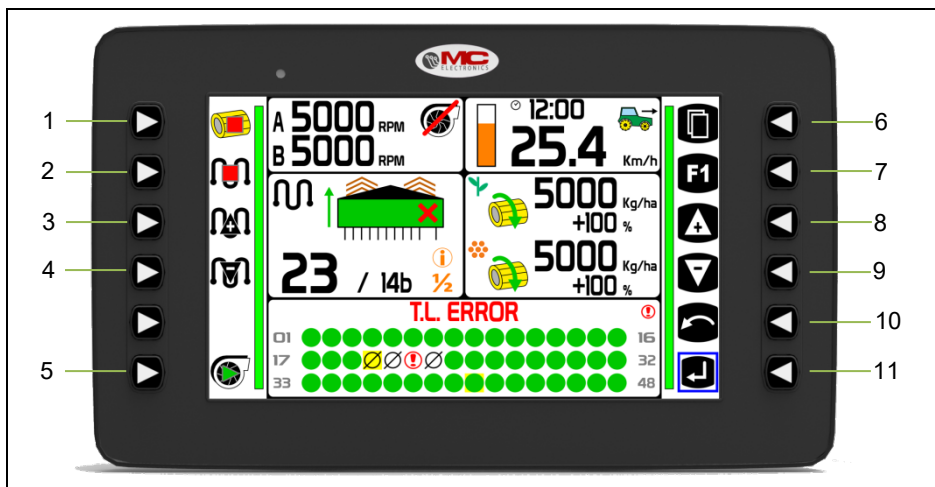 MC
ELECTRONICS
1
2
3
4
5
6
7
8
9
10
11
A 5000 RPM
B 5000 RPM
12:00
25.4 Km/h
F1
23 / 14b
i
½
5000 Kg/ha
+100 %
5000 Kg/ha
+100 %
T.L. ERROR
01 16
17 32
33 48